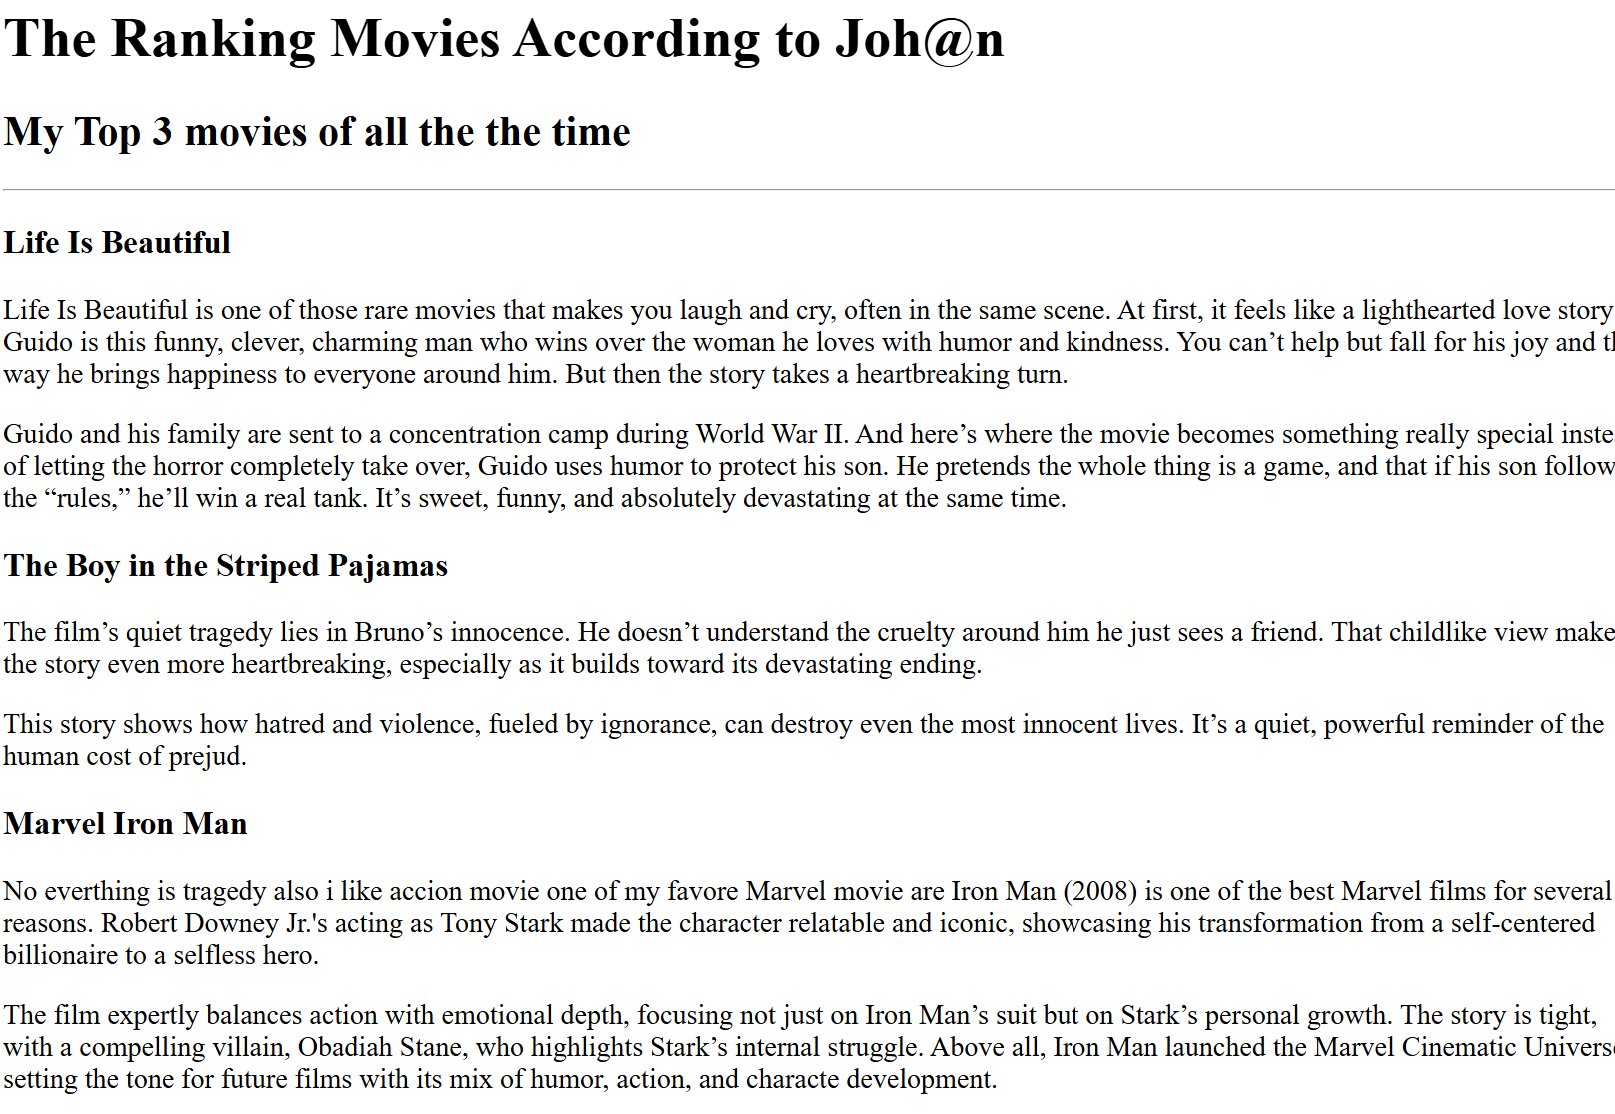 The Ranking Movies According to Joh@n
My Top 3 movies of all the the time
Life Is Beautiful
Life Is Beautiful is one of those rare movies that makes you laugh and cry, often in the same scene. At first, it feels like a lighthearted love story
Guido is this funny, clever, charming man who wins over the woman he loves with humor and kindness. You can’t help but fall for his joy and
way he brings happiness to everyone around him. But then the story takes a heartbreaking turn.
Guido and his family are sent to a concentration camp during World War II. And here’s where the movie becomes something really special inste
of letting the horror completely take over, Guido uses humor to protect his son. He pretends the whole thing is a game, and that if his son follow
the “rules,” he’ll win a real tank. It’s sweet, funny, and absolutely devastating at the same time.
The Boy in the Striped Pajamas
The film’s quiet tragedy lies in Bruno’s innocence. He doesn’t understand the cruelty around him he just sees a friend. That childlike view make
the story even more heartbreaking, especially as it builds toward its devastating ending.
This story shows how hatred and violence, fueled by ignorance, can destroy even the most innocent lives. It’s a quiet, powerful reminder of the
human cost of prejud.
Marvel Iron Man
No everthing is tragedy also i like accion movie one of my favore Marvel movie are Iron Man (2008) is one of the best Marvel films for several
reasons. Robert Downey Jr.'s acting as Tony Stark made the character relatable and iconic, showcasing his transformation from a self-centered
billionaire to a selfless hero.
The film expertly balances action with emotional depth, focusing not just on Iron Man’s suit but on Stark’s personal growth. The story is tight,
with a compelling villain, Obadiah Stane, who highlights Stark’s internal struggle. Above all, Iron Man launched the Marvel Cinematic Univers
setting the tone for future films with its mix of humor, action, and characte development.